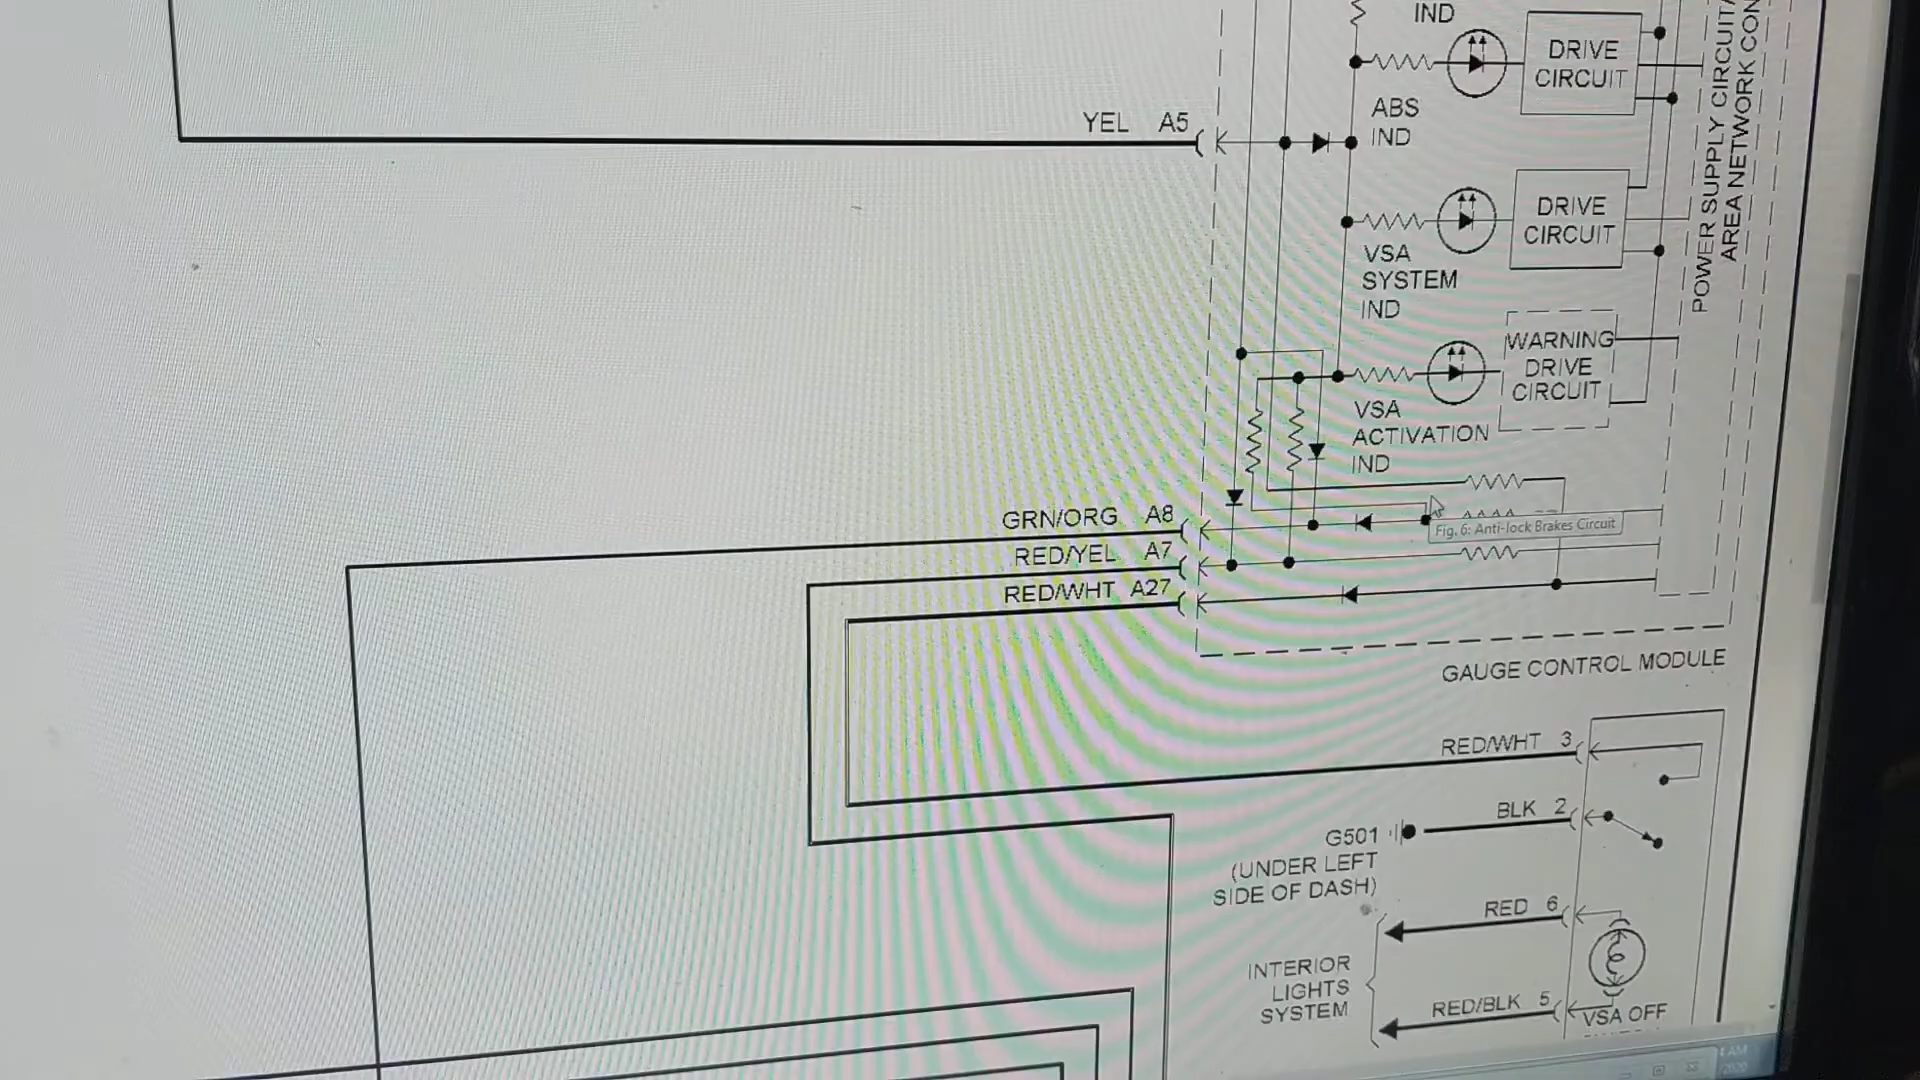 IND
DRIVE
CIRCUIT
POWER SUPPLY CIRCUIT/
AREA NETWORK CON
YEL A5
ABS
IND
DRIVE
CIRCUIT
VSA
SYSTEM
IND
WARNING
DRIVE
CIRCUIT
VSA
ACTIVATION
IND
GRN/ORG A8
Fig. 6: Anti-lock Brakes Circuit
RED/YEL A7
RED/WHT A27
GAUGE CONTROL MODULE
RED/WHT 3
BLK 2
G501
(UNDER LEFT
SIDE OF DASH)
RED 6
INTERIOR
LIGHTS
SYSTEM
RED/BLK 5
VSA OFF
AM
/2020